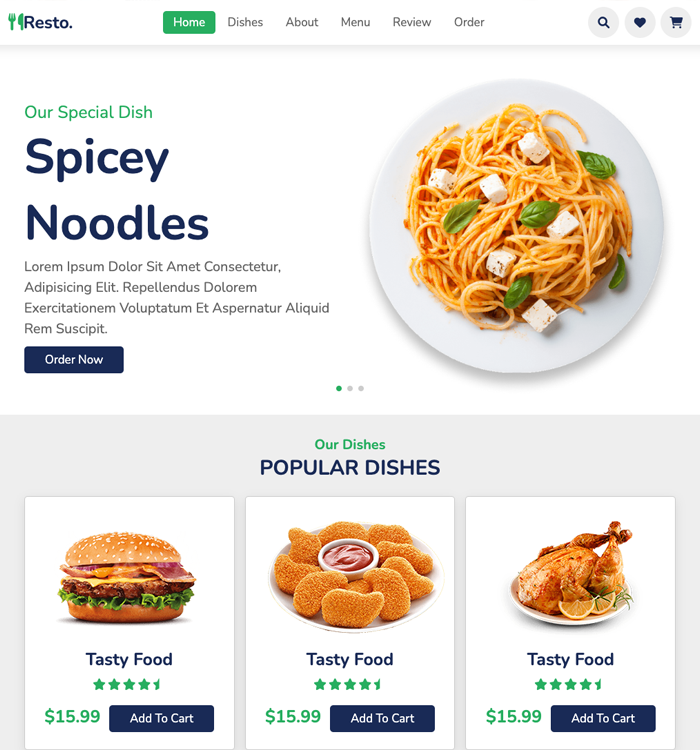 Resto.
Home Dishes About Menu Review Order
Our Special Dish
Spicey
Noodles
Lorem Ipsum Dolor Sit Amet Consectetur,
Adipisicing Elit. Repellendus Dolorem
Exercitationem Voluptatum Et Aspernatur Aliquid
Rem Suscipit.
Order Now
Our Dishes
POPULAR DISHES
Tasty Food Tasty Food Tasty Food
$15.99 Add To Cart $15.99 Add To Cart $15.99 Add To Cart